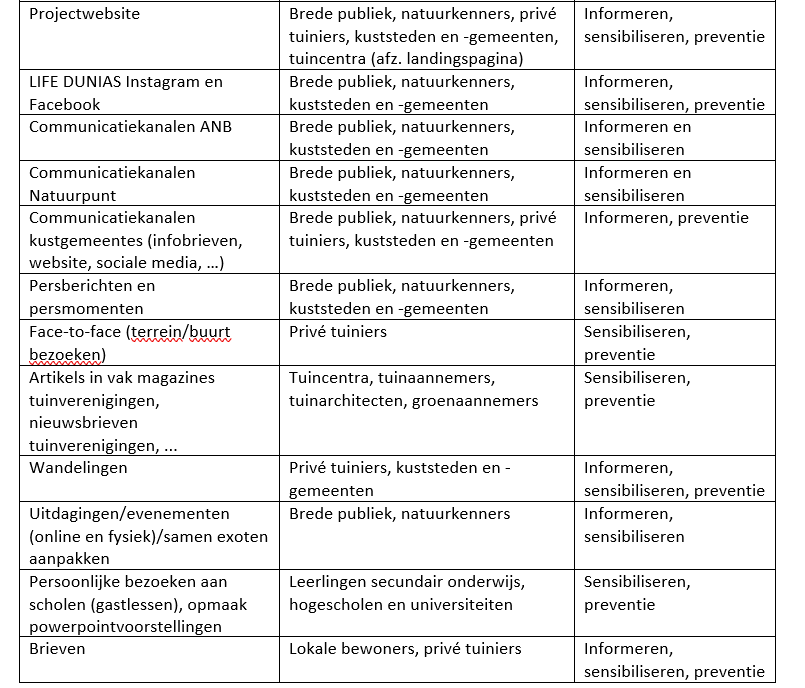 Projectwebsite
Brede publiek, natuurkenners, privé
tuiniers, kuststeden en -gemeenten,
tuincentra (afz. landingspagina)
Informeren,
sensibiliseren, preventie
LIFE DUNIAS Instagram en
Facebook
Brede publiek, natuurkenners,
kuststeden en -gemeenten
Informeren,
sensibiliseren, preventie
Communicatiekanalen ANB
Brede publiek, natuurkenners,
kuststeden en -gemeenten
Informeren en
sensibiliseren
Communicatiekanalen
Natuurpunt
Brede publiek, natuurkenners,
kuststeden en -gemeenten
Informeren en
sensibiliseren
Communicatiekanalen
kustgemeentes (infobrieven,
website, sociale media, …)
Brede publiek, natuurkenners, privé
tuiniers, kuststeden en -gemeenten
Informeren, preventie
Persberichten en
persmomenten
Brede publiek, natuurkenners,
kuststeden en -gemeenten
Informeren,
sensibiliseren
Face-to-face (terrein/buurt
bezoeken)
Privé tuiniers
Sensibiliseren,
preventie
Artikels in vak magazines
tuinverenigingen,
nieuwsbrieven
tuinverenigingen, ...
Tuincentra, tuinaannemers,
tuinarchitecten, groenaannemers
Sensibiliseren,
preventie
Wandelingen
Privé tuiniers, kuststeden en -
gemeenten
Informeren,
sensibiliseren, preventie
Uitdagingen/evenementen
(online en fysiek)/samen exoten
aanpakken
Brede publiek, natuurkenners
Informeren,
sensibiliseren
Persoonlijke bezoeken aan
scholen (gastlessen), opmaak
powerpointvoorstellingen
Leerlingen secundair onderwijs,
hogescholen en universiteiten
Sensibiliseren,
preventie
Brieven
Lokale bewoners, privé tuiniers
Informeren,
sensibiliseren, preventie